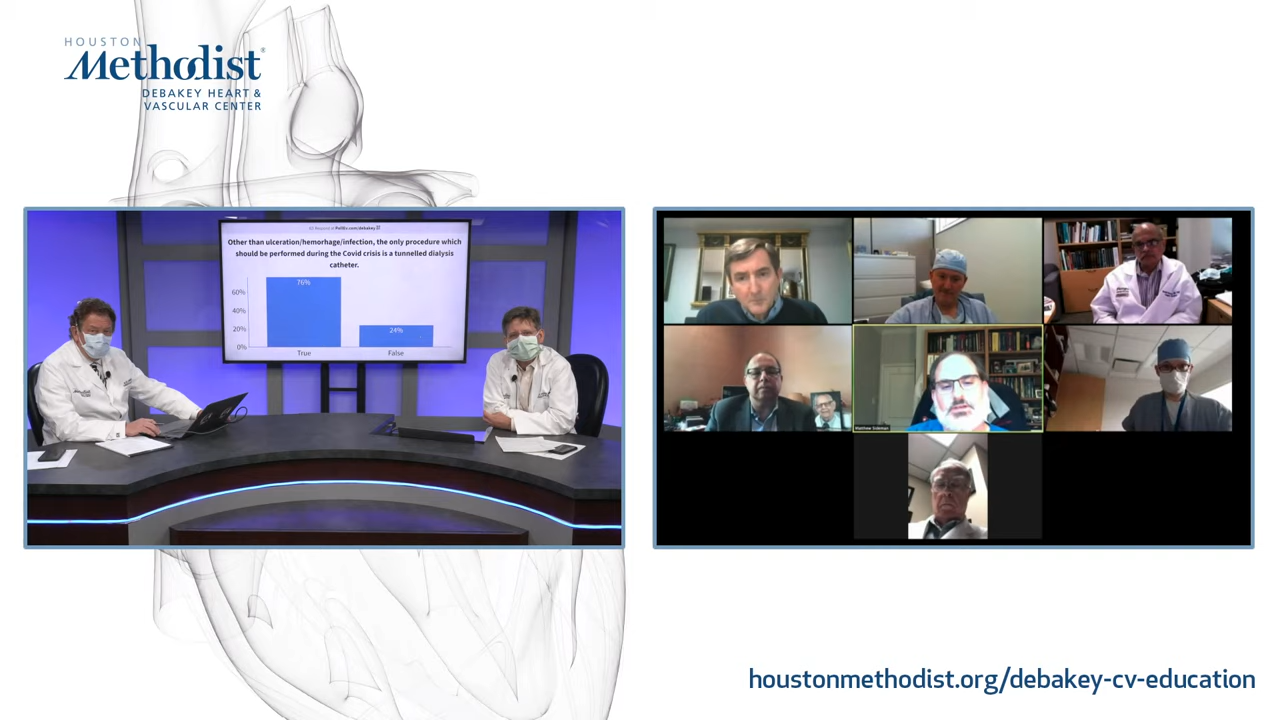 HOUSTON
Methodist®
DEBAKEY HEART &
VASCULAR CENTER
Other than ulceration/hemorrhage/infection, the only procedure which
should be performed during the Covid crisis is a tunnelled dialysis
catheter.
76%
60%
40%
24%
20%
0%
True
False
houstonmethodist.org/debakey-cv-education